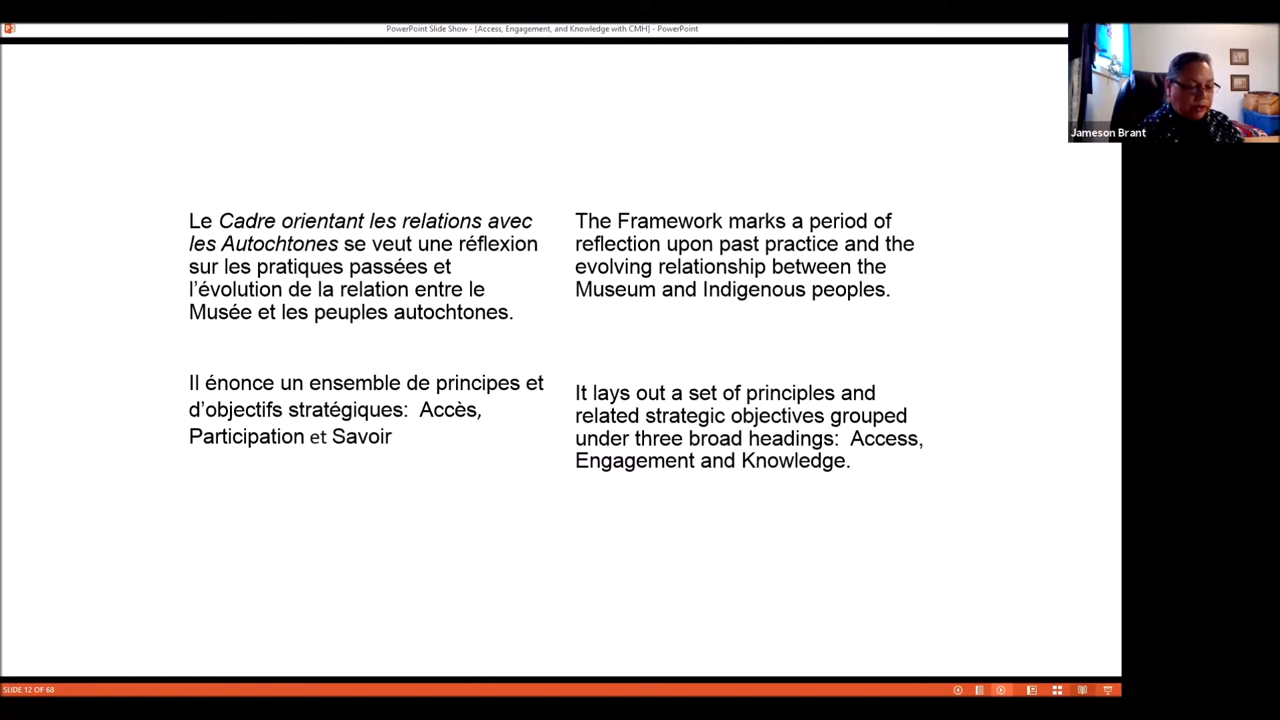 PowerPoint Slide Show - [Access, Engagement, and Knowledge with CMH] - PowerPoint
Jameson Brant
Le Cadre orientant les relations avec
les Autochtones se veut une réflexion
sur les pratiques passées et
l’évolution de la relation entre le
Musée et les peuples autochtones.
Il énonce un ensemble de principes et
d’objectifs stratégiques:  Accès,
Participation et Savoir
The Framework marks a period of
reflection upon past practice and the
evolving relationship between the
Museum and Indigenous peoples.
It lays out a set of principles and
related strategic objectives grouped
under three broad headings:  Access,
Engagement and Knowledge.
SLIDE 12 OF 68